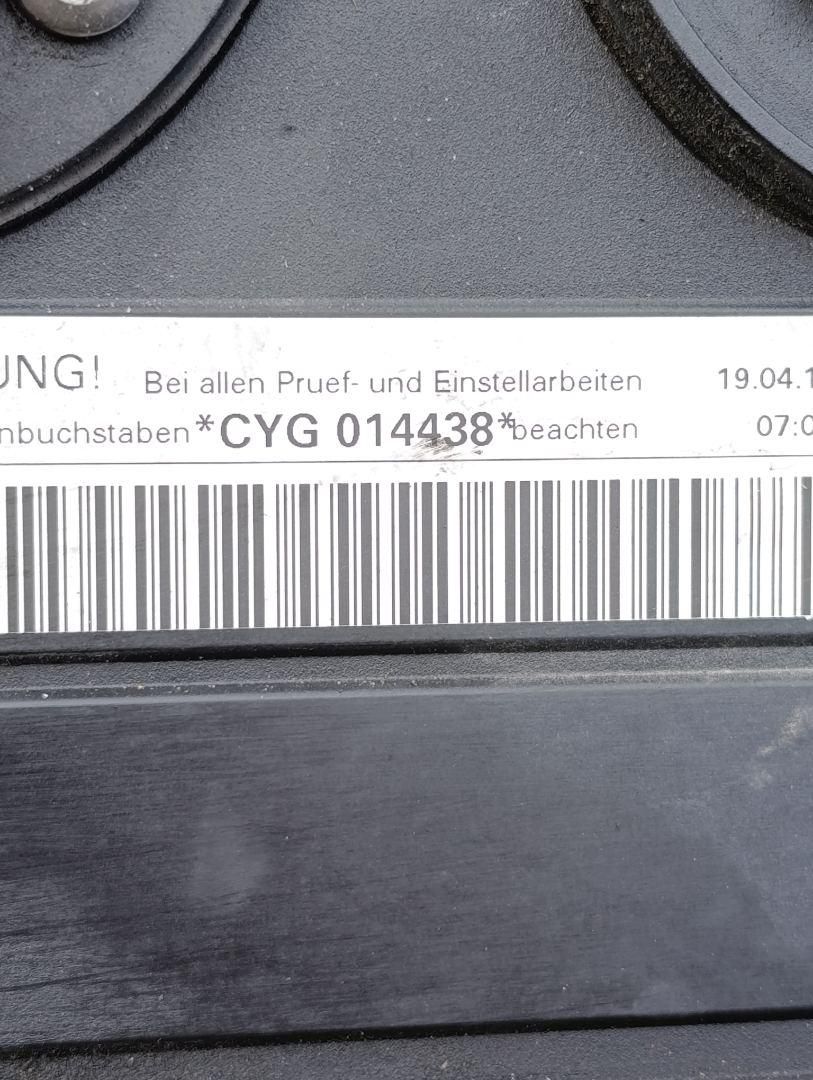 UNG! Bei allen Pruef- und Einstellarbeiten 19.04.1
nbuchstaben *CYG 014438* beachten 07:0